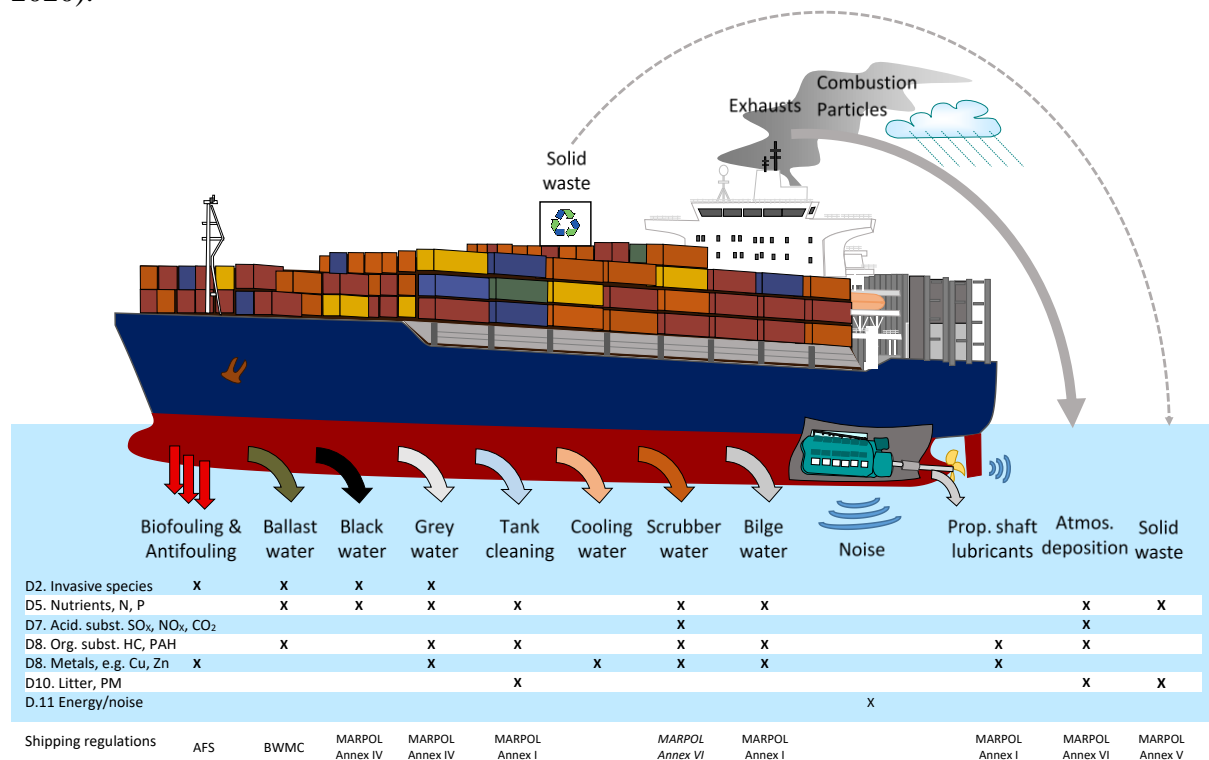 2020).
Combustion
Exhausts Particles
Solid
waste
Biofouling & Ballast Black Grey Tank Cooling Scrubber Bilge Prop. shaft Atmos. Solid
Antifouling water water water cleaning water water water Noise lubricants deposition waste
D2. Invasive species x x x x
D5. Nutrients, N, P x x x x x x x x
D7. Acid. subst. SOX, NOX, CO2 x x
D8. Org. subst. HC, PAH x x x x x x x
D8. Metals, e.g. Cu, Zn x x x x x x
D10. Litter, PM x x x
D.11 Energy/noise x
Shipping regulations AFS BWMC MARPOL MARPOL MARPOL MARPOL MARPOL MARPOL MARPOL MARPOL
Annex IV Annex IV Annex I Annex VI Annex I Annex I Annex VI Annex V